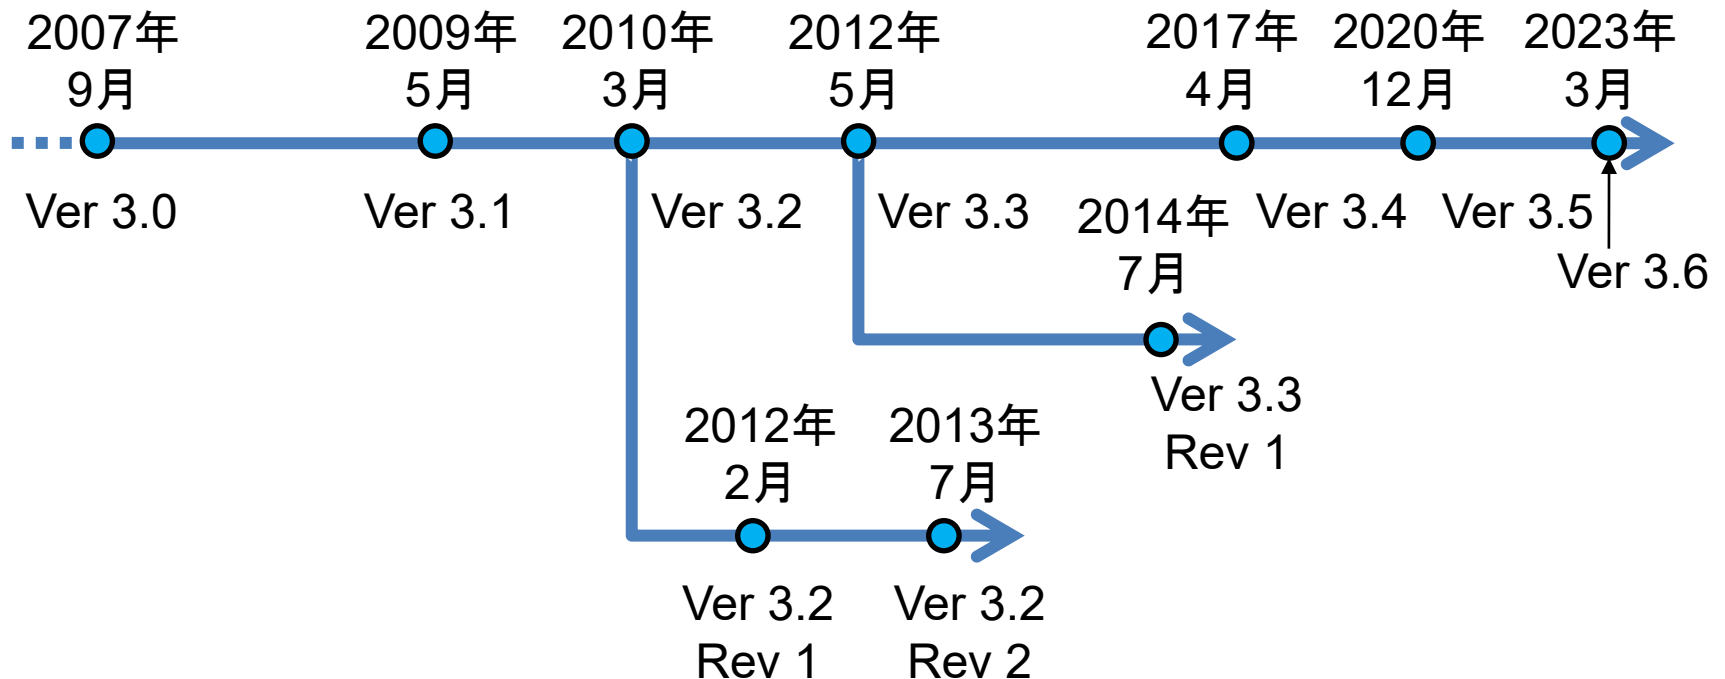 2007年
9月
2009年
5月
2010年
3月
2012年
5月
2017年
4月
2020年
12月
2023年
3月
Ver 3.0
Ver 3.1
Ver 3.2
Ver 3.3
2014年
7月
Ver 3.4
Ver 3.5
Ver 3.6
Ver 3.3
Rev 1
2012年
2月
2013年
7月
Ver 3.2
Rev 1
Ver 3.2
Rev 2